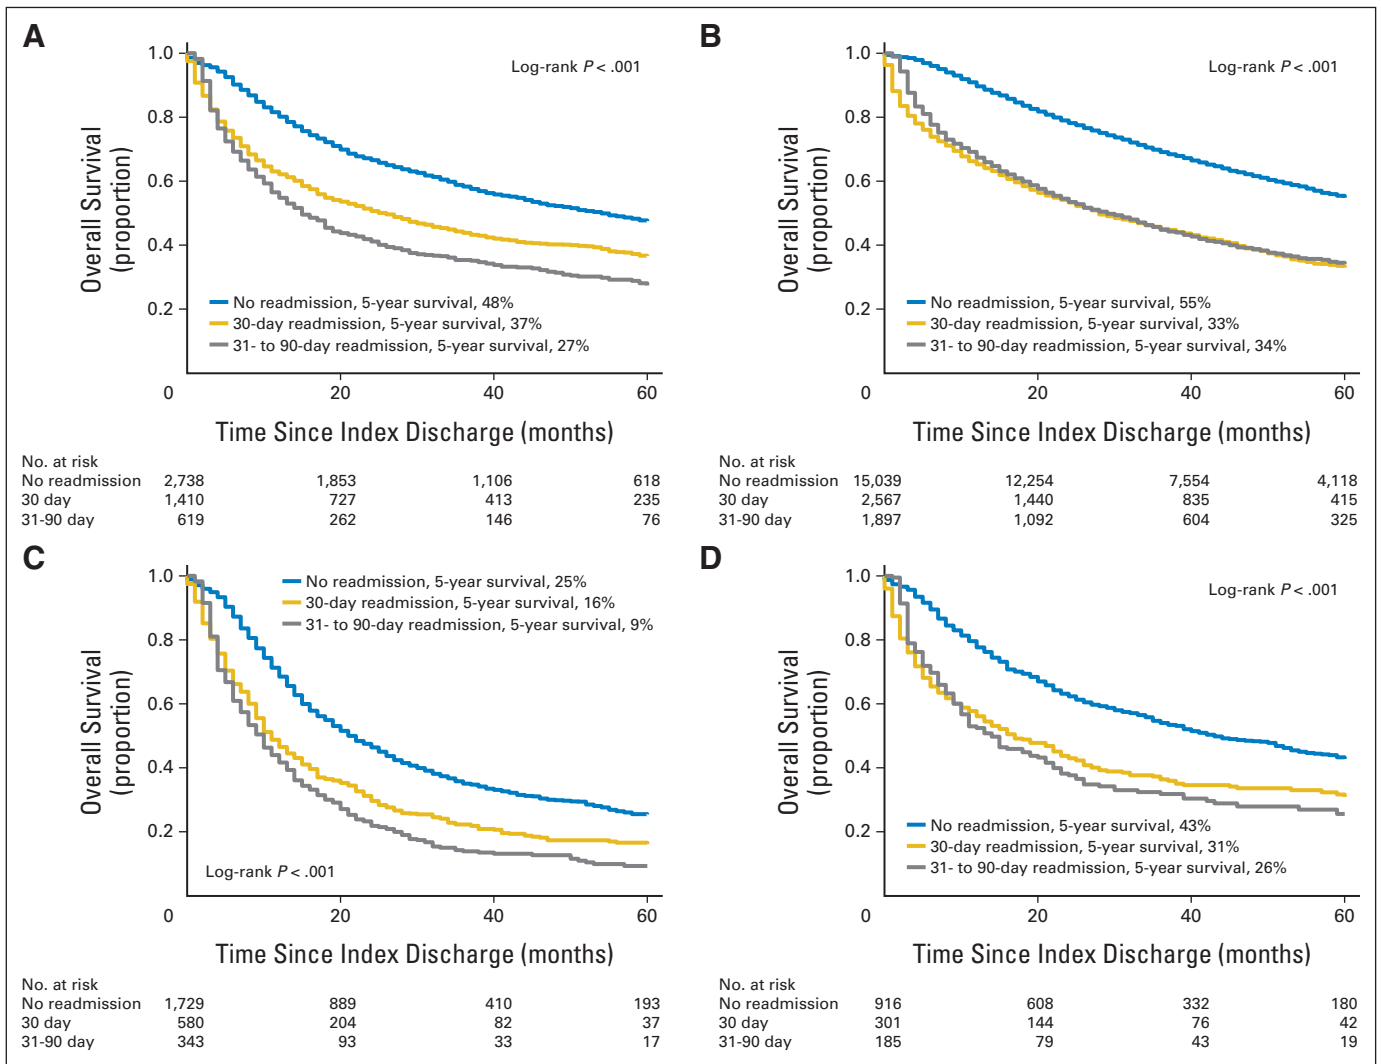 A
Log-rank P < .001
1.0
0.8
0.6
0.4
0.2
Overall Survival
(proportion)
No readmission, 5-year survival, 48%
30-day readmission, 5-year survival, 37%
31- to 90-day readmission, 5-year survival, 27%
0 20 40 60
Time Since Index Discharge (months)
No. at risk
No readmission 2,738 1,853 1,106 618
30 day 1,410 727 413 235
31-90 day 619 262 146 76
B
Log-rank P < .001
1.0
0.8
0.6
0.4
0.2
Overall Survival
(proportion)
No readmission, 5-year survival, 55%
30-day readmission, 5-year survival, 33%
31- to 90-day readmission, 5-year survival, 34%
0 20 40 60
Time Since Index Discharge (months)
No. at risk
No readmission 15,039 12,254 7,554 4,118
30 day 2,567 1,440 835 415
31-90 day 1,897 1,092 604 325
C
No readmission, 5-year survival, 25%
30-day readmission, 5-year survival, 16%
31- to 90-day readmission, 5-year survival, 9%
1.0
0.8
0.6
0.4
0.2
Overall Survival
(proportion)
Log-rank P < .001
0 20 40 60
Time Since Index Discharge (months)
No. at risk
No readmission 1,729 889 410 193
30 day 580 204 82 37
31-90 day 343 93 33 17
D
Log-rank P < .001
1.0
0.8
0.6
0.4
0.2
Overall Survival
(proportion)
No readmission, 5-year survival, 43%
30-day readmission, 5-year survival, 31%
31- to 90-day readmission, 5-year survival, 26%
0 20 40 60
Time Since Index Discharge (months)
No. at risk
No readmission 916 608 332 180
30 day 301 144 76 42
31-90 day 185 79 43 19